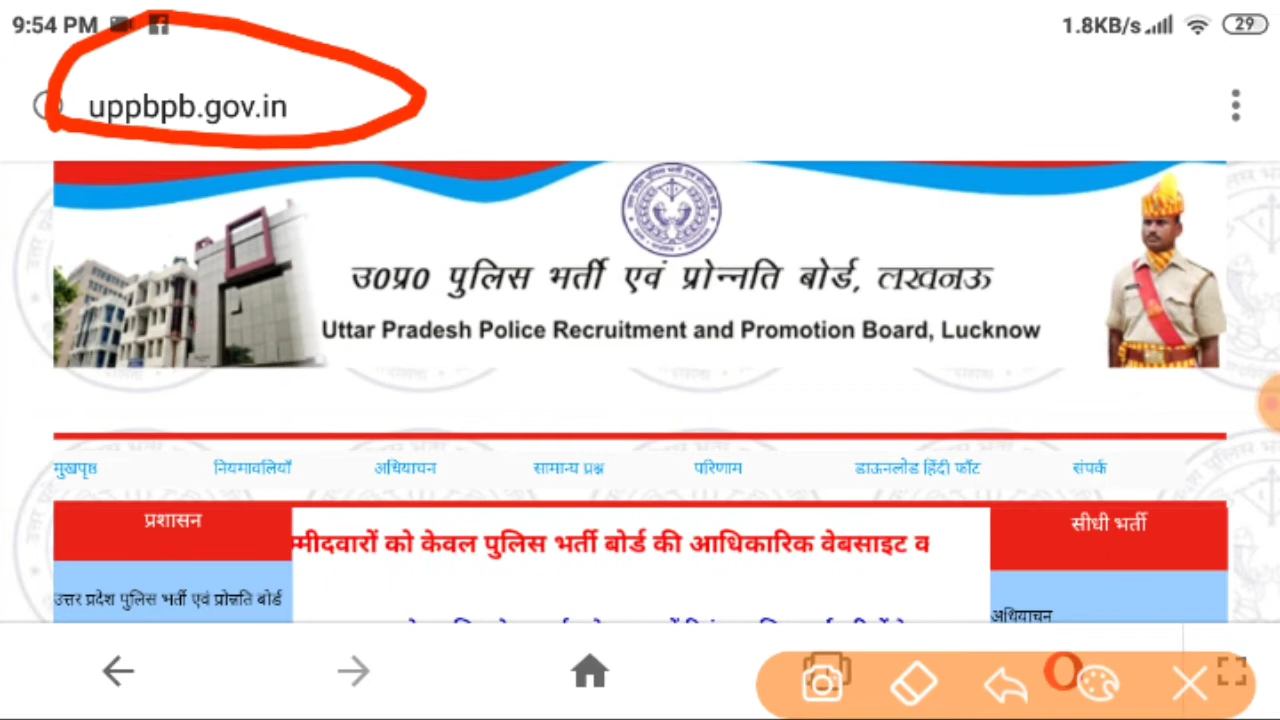 9:54 PM
1.8KB/s
29
uppbpb.gov.in
उ०प्र० पुलिस भर्ती एवं प्रोन्नति बोर्ड, लखनऊ
Uttar Pradesh Police Recruitment and Promotion Board, Lucknow
मुखपृष्ठ नियमावलियाँ अधियाचन सामान्य प्रश्न परिणाम डाऊनलोड हिंदी फौंट संपर्क
प्रशासन
म्मीदवारों को केवल पुलिस भर्ती बोर्ड की आधिकारिक वेबसाइट व
सीधी भर्ती
उत्तर प्रदेश पुलिस भर्ती एवं प्रोन्नति बोर्ड
अधियाचन